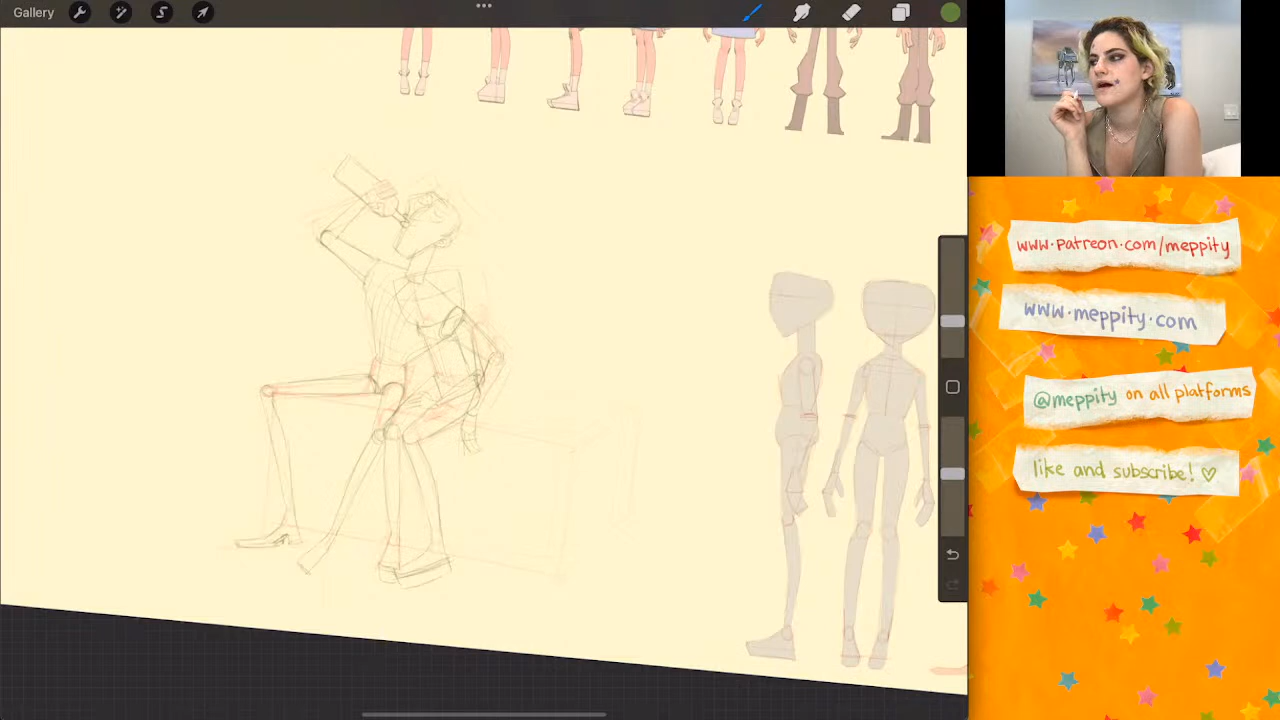 Gallery
www.patreon.com/meppity
www.meppity.com
@meppity on all platforms
like and subscribe! ♡